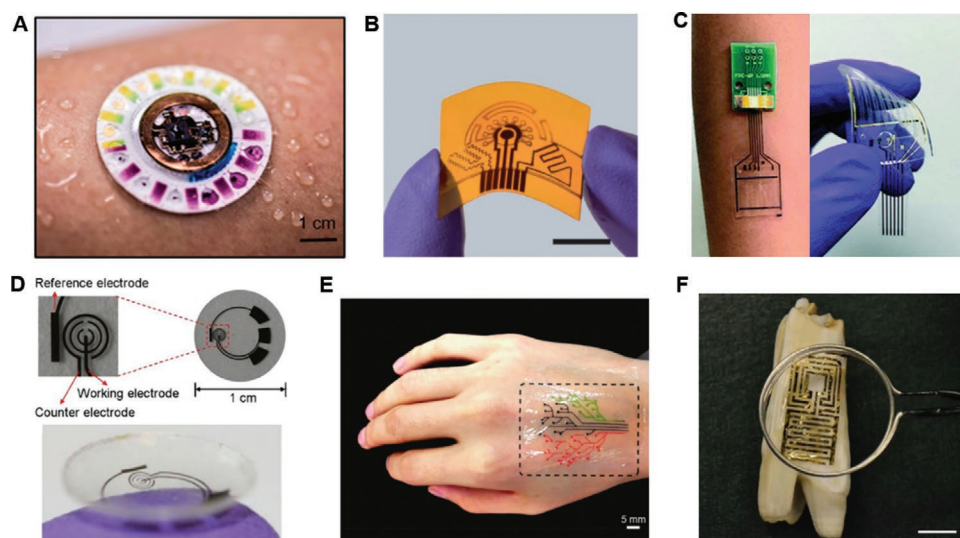 A
1 cm
B
C
D
Reference electrode
Working electrode
Counter electrode
1 cm
E
5 mm
F